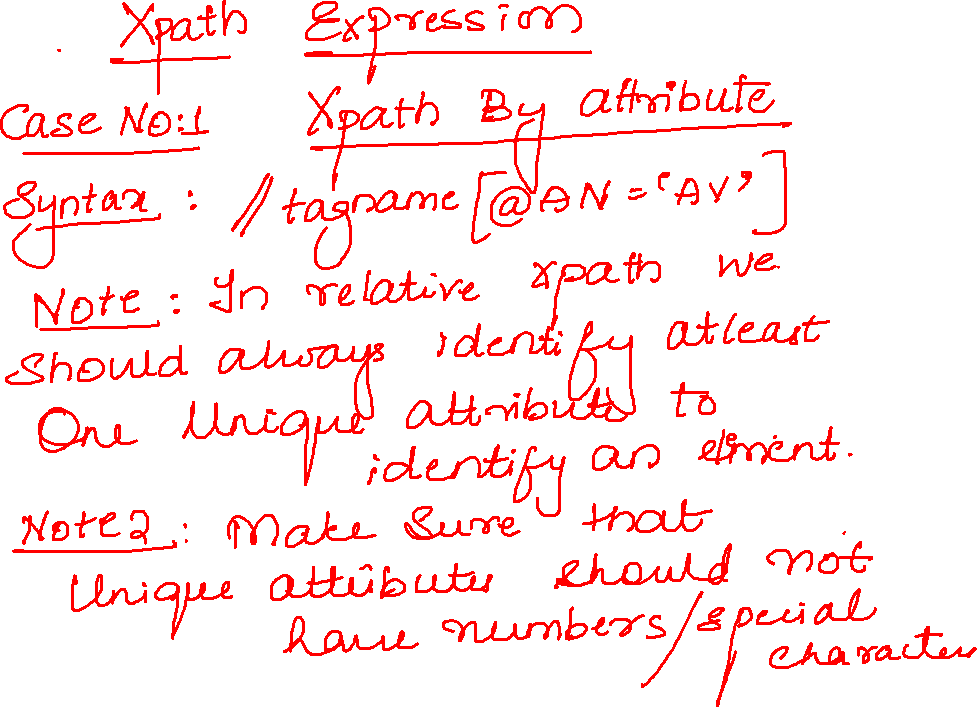 Xpath Expression
Case No:1 Xpath By attribute
Syntax : //tagname[@AN='AV']
Note : In relative xpath we
should always identify atleast
One Unique attribute to
identify an element.
Note2 : Make Sure that
Unique attributes should not
have numbers/special
character